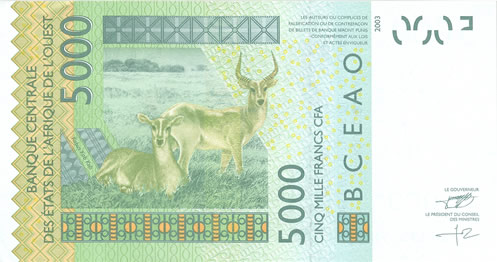 BANQUE CENTRALE
DES ÉTATS DE L'AFRIQUE DE L'OUEST
5000
LES AUTEURS OU COMPLICES DE
FALSIFICATION OU DE CONTREFAÇON
DE BILLETS DE BANQUE SERONT PUNIS
CONFORMÉMENT AUX LOIS
ET ACTES EN VIGUEUR
2003
5000
CINQ MILLE FRANCS CFA
BCEAO
LE GOUVERNEUR
LE PRÉSIDENT DU CONSEIL
DES MINISTRES